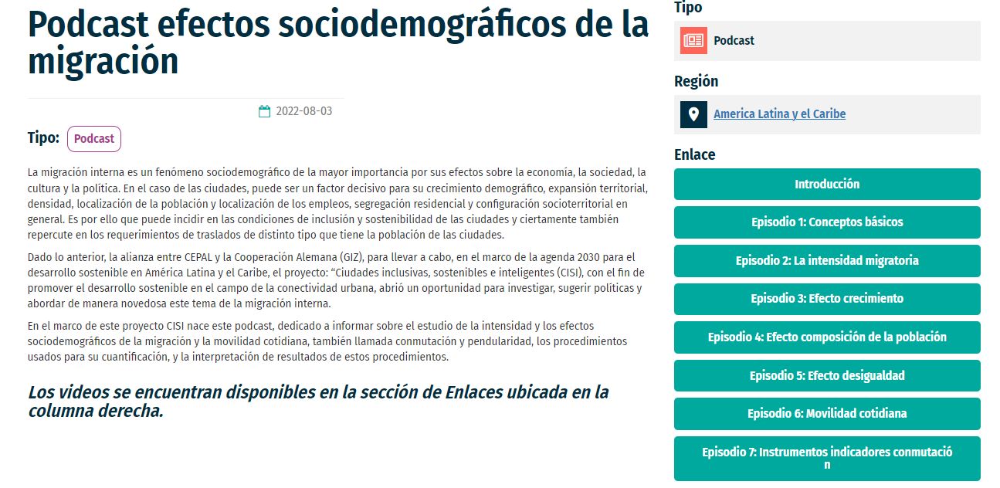 Podcast efectos sociodemográficos de la
migración
2022-08-03
Tipo: Podcast
La migración interna es un fenómeno sociodemográfico de la mayor importancia por sus efectos sobre la economía, la sociedad, la
cultura y la política. En el caso de las ciudades, puede ser un factor decisivo para su crecimiento demográfico, expansión territorial,
densidad, localización de la población y localización de los empleos, segregación residencial y configuración socioterritorial en
general. Es por ello que puede incidir en las condiciones de inclusión y sostenibilidad de las ciudades y ciertamente también
repercute en los requerimientos de traslados de distinto tipo que tiene la población de las ciudades.
Dado lo anterior, la alianza entre CEPAL y la Cooperación Alemana (GIZ), para llevar a cabo, en el marco de la agenda 2030 para el
desarrollo sostenible en América Latina y el Caribe, el proyecto: “Ciudades inclusivas, sostenibles e inteligentes (CISI), con el fin de
promover el desarrollo sostenible en el campo de la conectividad urbana, abrió un oportunidad para investigar, sugerir políticas y
abordar de manera novedosa este tema de la migración interna.
En el marco de este proyecto CISI nace este podcast, dedicado a informar sobre el estudio de la intensidad y los efectos
sociodemográficos de la migración y la movilidad cotidiana, también llamada conmutación y pendularidad, los procedimientos
usados para su cuantificación, y la interpretación de resultados de estos procedimientos.
Los videos se encuentran disponibles en la sección de Enlaces ubicada en la
columna derecha.
Tipo
Podcast
Región
America Latina y el Caribe
Enlace
Introducción
Episodio 1: Conceptos básicos
Episodio 2: La intensidad migratoria
Episodio 3: Efecto crecimiento
Episodio 4: Efecto composición de la población
Episodio 5: Efecto desigualdad
Episodio 6: Movilidad cotidiana
Episodio 7: Instrumentos indicadores conmutació
n